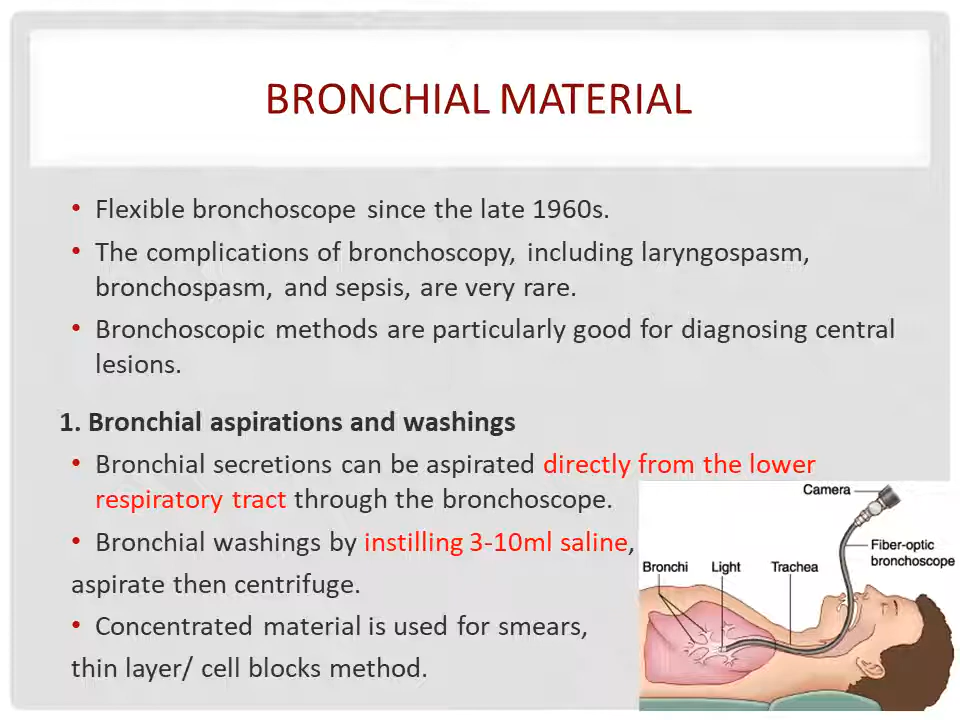 BRONCHIAL MATERIAL
• Flexible bronchoscope since the late 1960s.
• The complications of bronchoscopy, including laryngospasm,
bronchospasm, and sepsis, are very rare.
• Bronchoscopic methods are particularly good for diagnosing central
lesions.
1. Bronchial aspirations and washings
• Bronchial secretions can be aspirated directly from the lower
respiratory tract through the bronchoscope.
• Bronchial washings by instilling 3-10ml saline,
aspirate then centrifuge.
• Concentrated material is used for smears,
thin layer/ cell blocks method.
Camera
Fiber-optic
bronchoscope
Bronchi Light Trachea